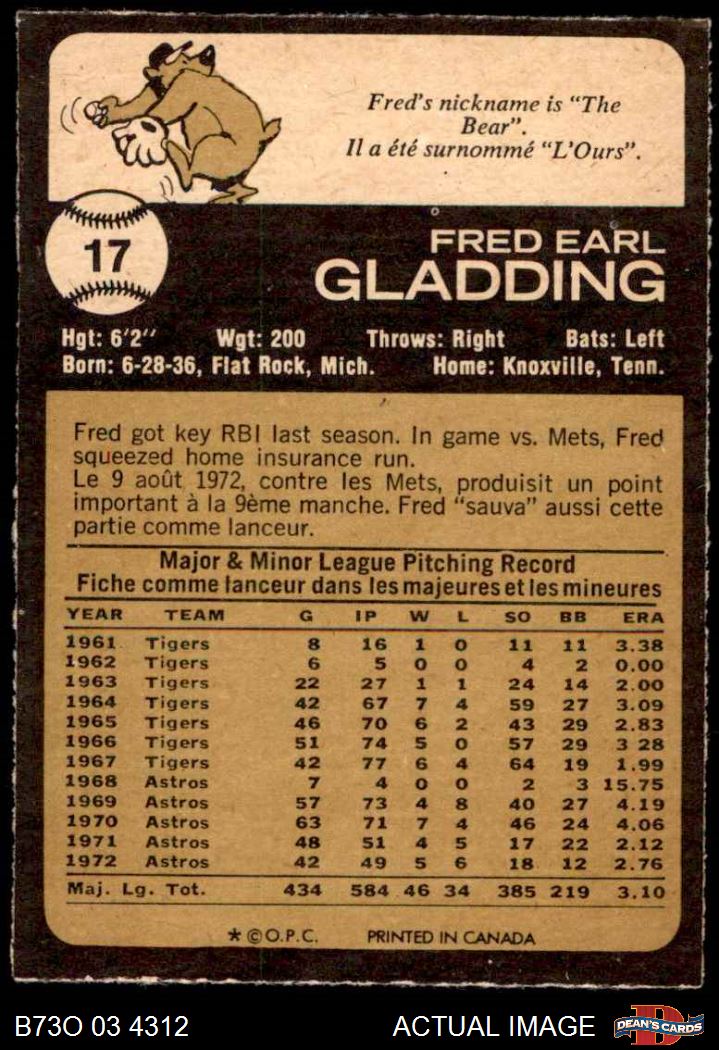 Fred's nickname is "The
Bear".
Il a été surnommé "L'Ours".
17
FRED EARL
GLADDING
Hgt: 6'2" Wgt: 200 Throws: Right Bats: Left
Born: 6-28-36, Flat Rock, Mich. Home: Knoxville, Tenn.
Fred got key RBI last season. In game vs. Mets, Fred
squeezed home insurance run.
Le 9 août 1972, contre les Mets, produisit un point
important à la 9ème manche. Fred "sauva" aussi cette
partie comme lanceur.
Major & Minor League Pitching Record
Fiche comme lanceur dans les majeures et les mineures
YEAR TEAM G IP W L SO BB ERA
1961 Tigers 8 16 1 0 11 11 3.38
1962 Tigers 6 5 0 0 4 2 0.00
1963 Tigers 22 27 1 1 24 14 2.00
1964 Tigers 42 67 7 4 59 27 3.09
1965 Tigers 46 70 6 2 43 29 2.83
1966 Tigers 51 74 5 0 57 29 3 28
1967 Tigers 42 77 6 4 64 19 1.99
1968 Astros 7 4 0 0 2 3 15.75
1969 Astros 57 73 4 8 40 27 4.19
1970 Astros 63 71 7 4 46 24 4.06
1971 Astros 48 51 4 5 17 22 2.12
1972 Astros 42 49 5 6 18 12 2.76
Maj. Lg. Tot. 434 584 46 34 385 219 3.10
* © O.P.C. PRINTED IN CANADA
B73O 03 4312 ACTUAL IMAGE DEAN'S CARDS